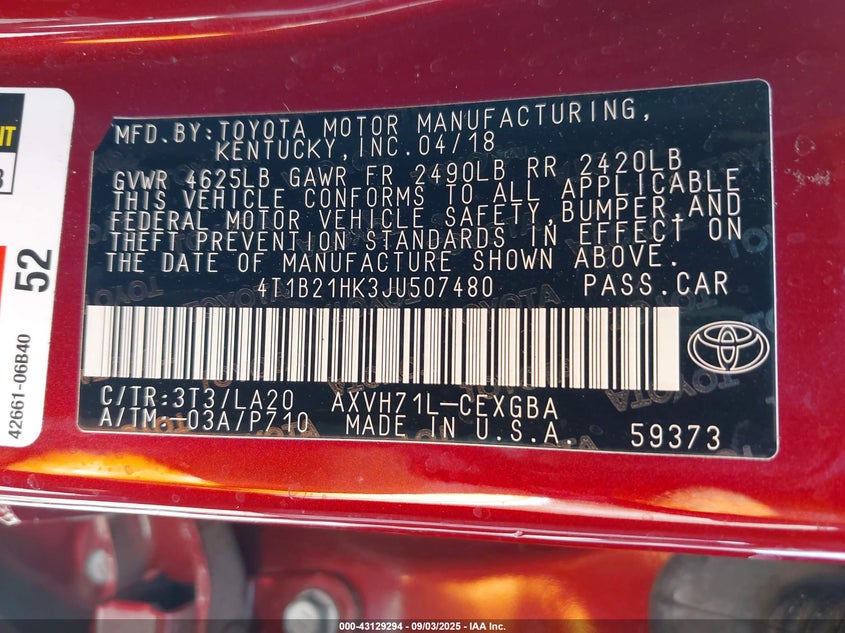 MFD. BY: TOYOTA MOTOR MANUFACTURING,
KENTUCKY, INC. 04/18
GVWR 4625LB GAWR FR 2490LB RR 2420LB
THIS VEHICLE CONFORMS TO ALL APPLICABLE
FEDERAL MOTOR VEHICLE SAFETY, BUMPER, AND
THEFT PREVENTION STANDARDS IN EFFECT ON
THE DATE OF MANUFACTURE SHOWN ABOVE.
4T1B21HK3JU507480 PASS. CAR
C/TR: 3T3/LA20 AXVH71L-CEXGBA
A/TM: -03A/P710 MADE IN U.S.A. 59373
52
42661-06B40
000-43129294 - 09/03/2025 - IAA Inc.